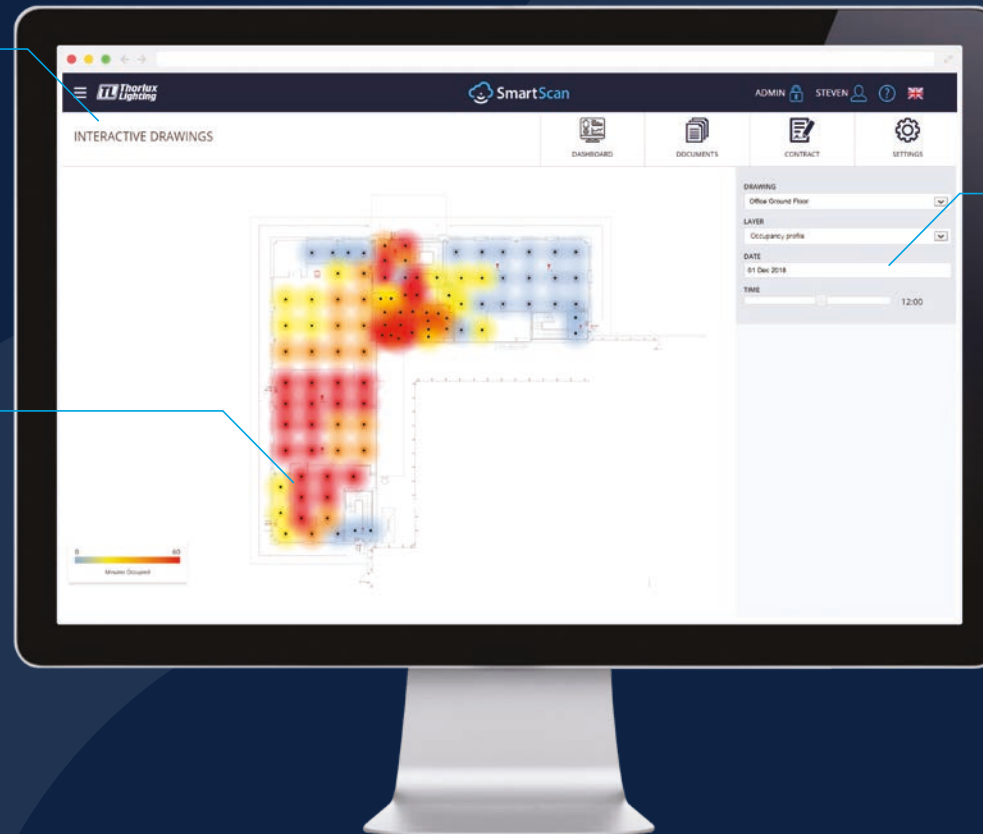 TL Thorlux Lighting
SmartScan
ADMIN
STEVEN
INTERACTIVE DRAWINGS
DASHBOARD
DOCUMENTS
CONTRACT
SETTINGS
DRAWING
Office Ground Floor
LAYER
Occupancy profile
DATE
01 Dec 2018
TIME
12:00
0 60
Minutes Occupied